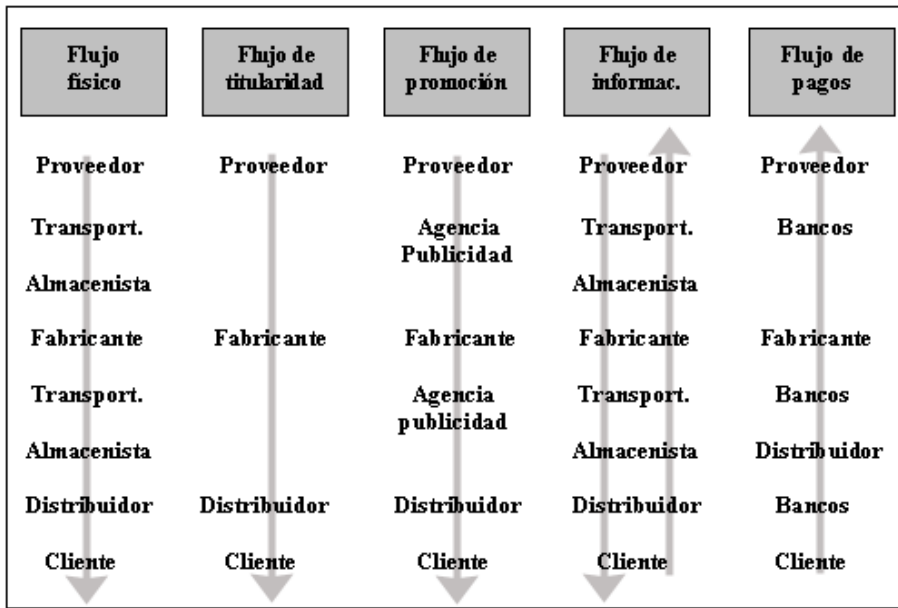 Flujo
físico
Proveedor
Transport.
Almacenista
Fabricante
Transport.
Almacenista
Distribuidor
Cliente
Flujo de
titularidad
Proveedor
Fabricante
Distribuidor
Cliente
Flujo de
promoción
Proveedor
Agencia
Publicidad
Fabricante
Agencia
publicidad
Distribuidor
Cliente
Flujo de
informac.
Proveedor
Transport.
Almacenista
Fabricante
Transport.
Almacenista
Distribuidor
Cliente
Flujo de
pagos
Proveedor
Bancos
Fabricante
Bancos
Distribuidor
Bancos
Cliente